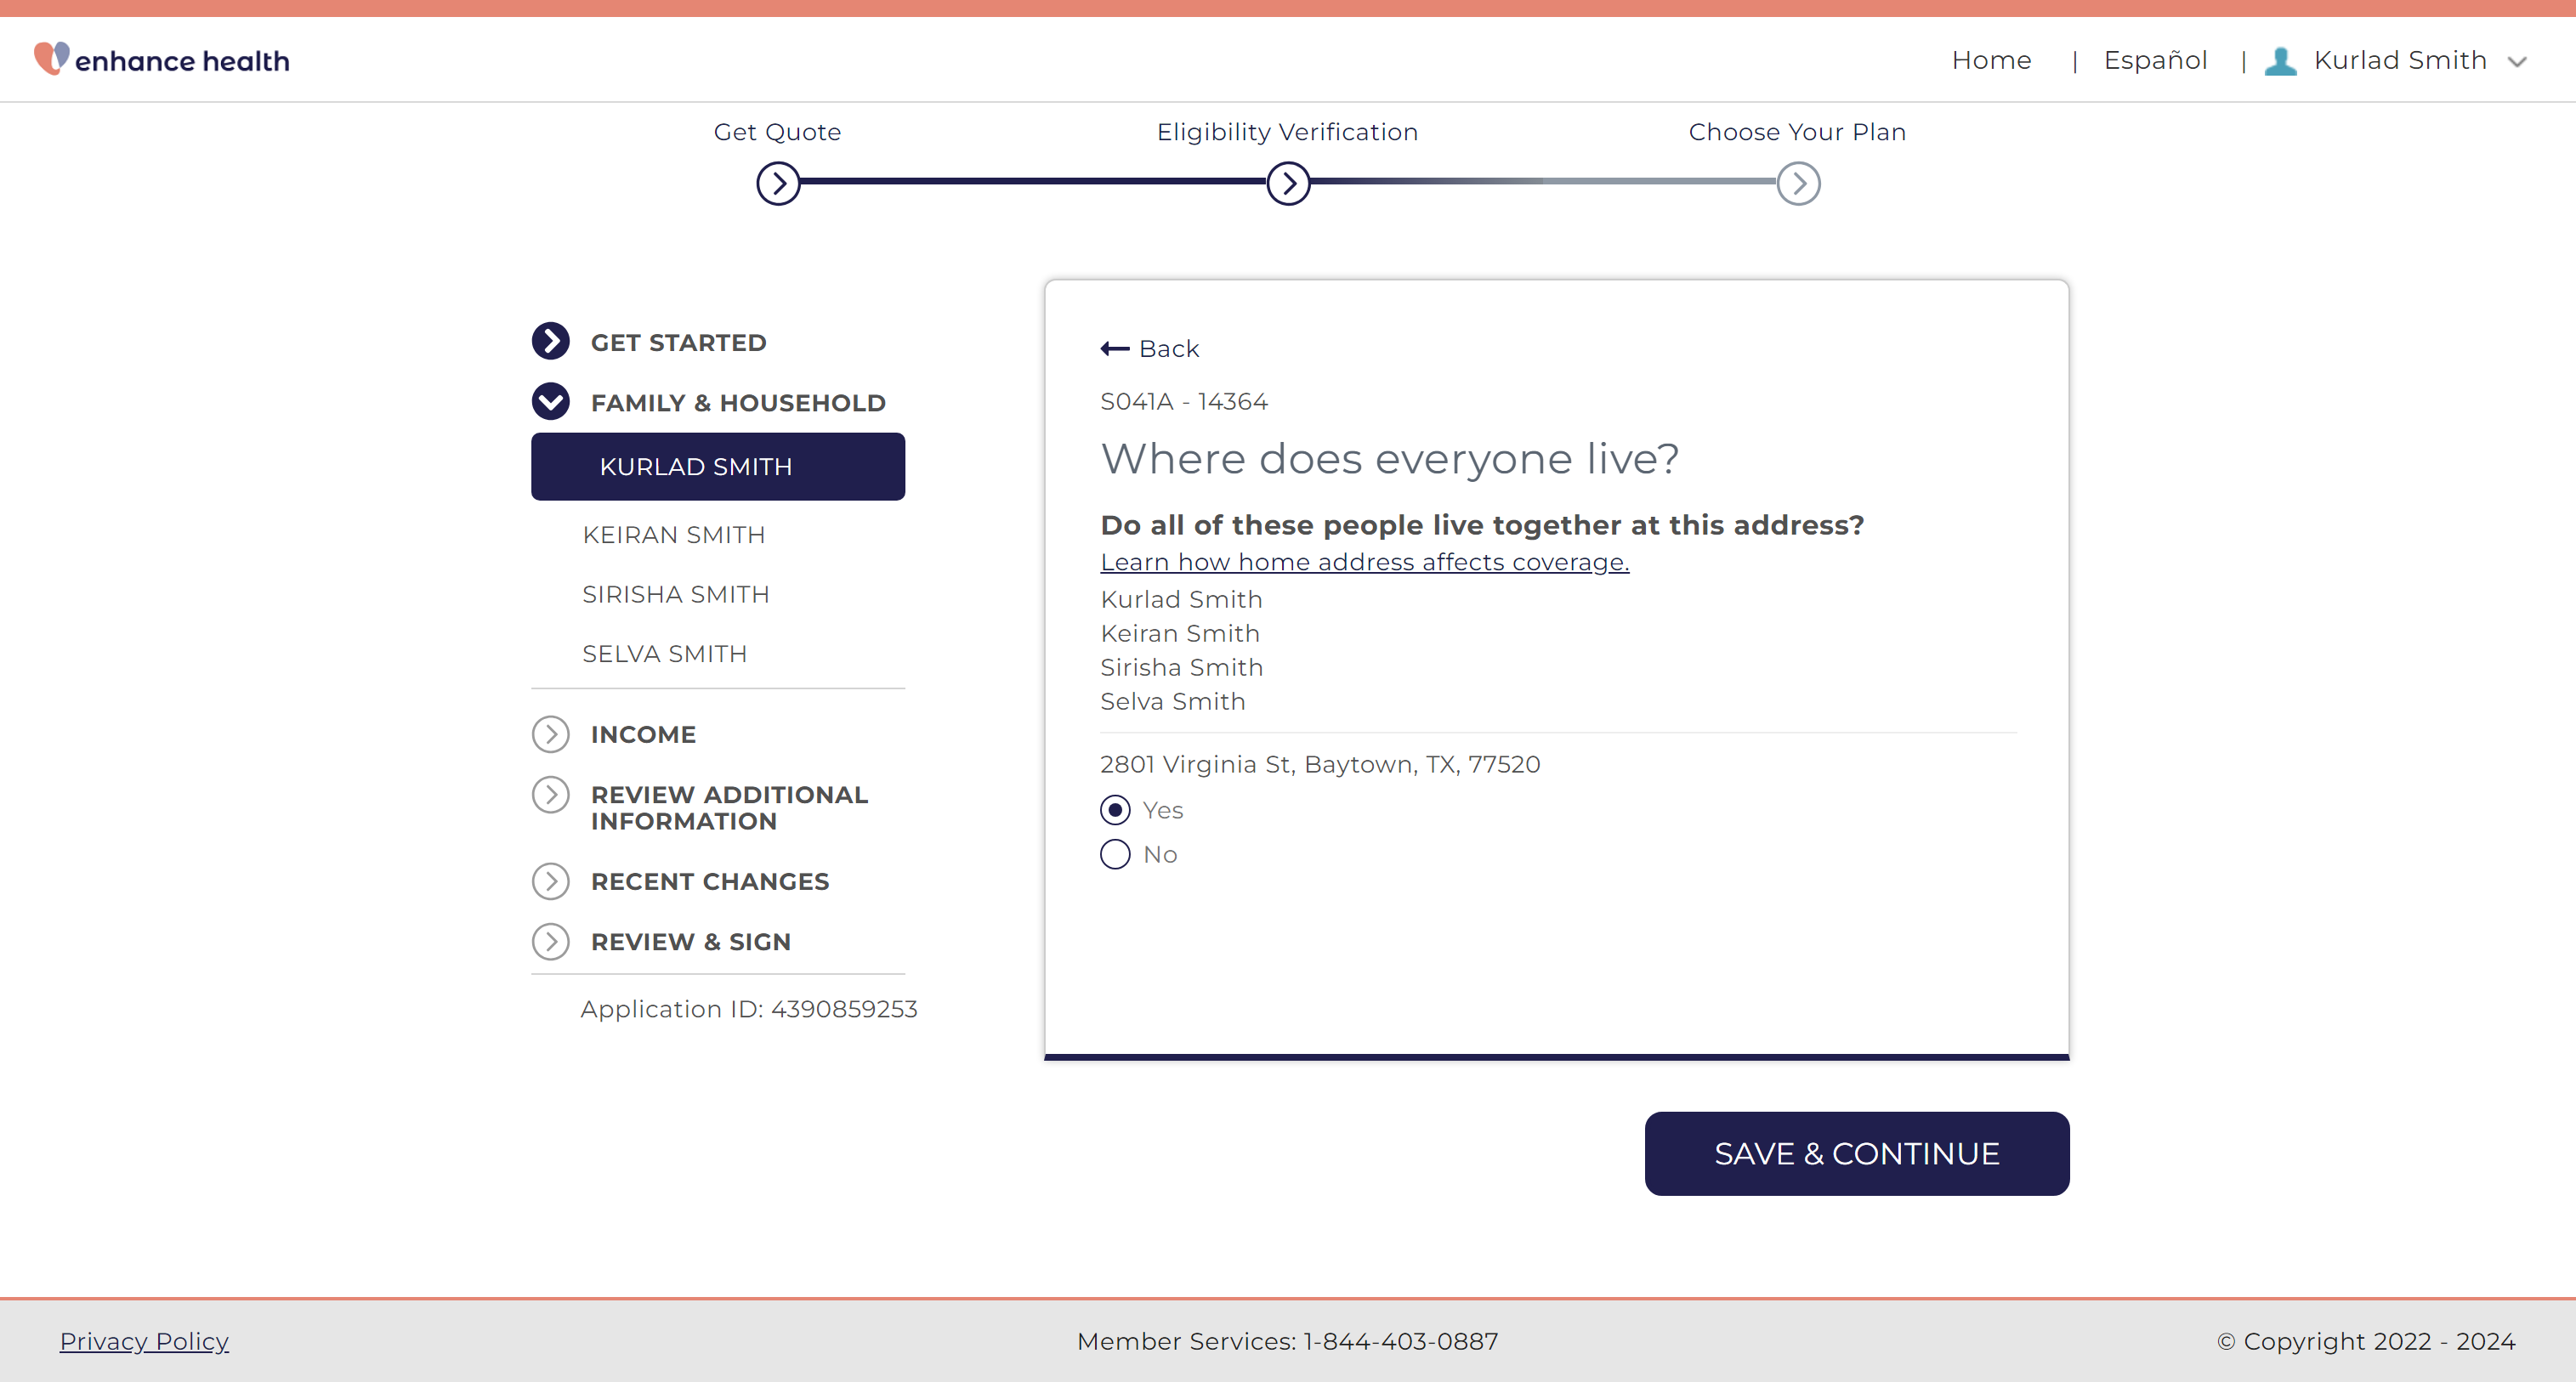 enhance health
Home | Español | Kurlad Smith
Get Quote
Eligibility Verification
Choose Your Plan
GET STARTED
FAMILY & HOUSEHOLD
KURLAD SMITH
KEIRAN SMITH
SIRISHA SMITH
SELVA SMITH
INCOME
REVIEW ADDITIONAL
INFORMATION
RECENT CHANGES
REVIEW & SIGN
Application ID: 4390859253
Back
S041A - 14364
Where does everyone live?
Do all of these people live together at this address?
Learn how home address affects coverage.
Kurlad Smith
Keiran Smith
Sirisha Smith
Selva Smith
2801 Virginia St, Baytown, TX, 77520
Yes
No
SAVE & CONTINUE
Privacy Policy
Member Services: 1-844-403-0887
© Copyright 2022 - 2024